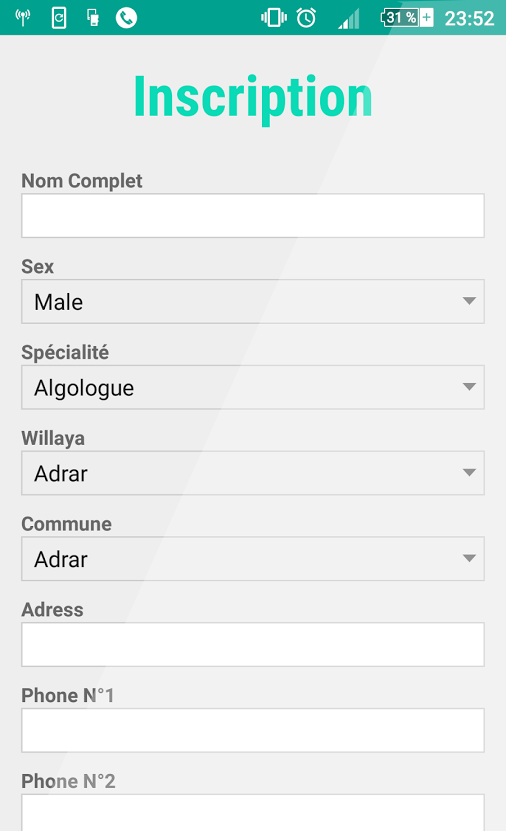 31 %
23:52
Inscription
Nom Complet
Sex
Male
Spécialité
Algologue
Willaya
Adrar
Commune
Adrar
Adress
Phone N°1
Phone N°2